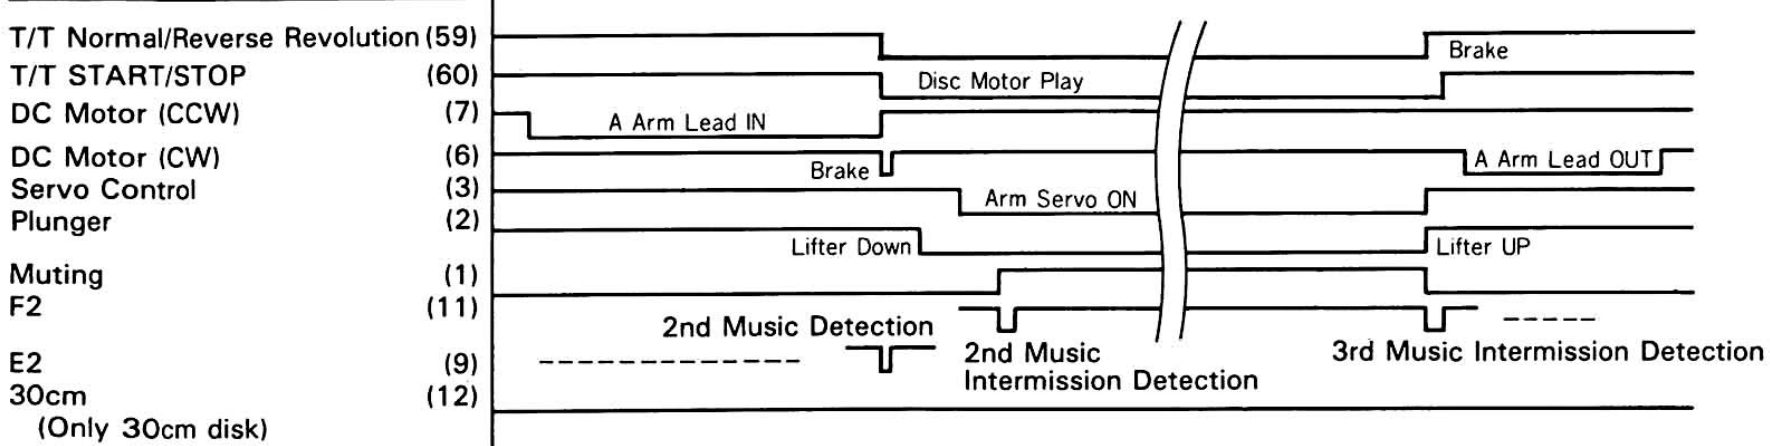 T/T Normal/Reverse Revolution (59)
Brake
T/T START/STOP (60)
Disc Motor Play
DC Motor (CCW) (7)
A Arm Lead IN
DC Motor (CW) (6)
Brake
A Arm Lead OUT
Servo Control (3)
Arm Servo ON
Plunger (2)
Lifter Down
Lifter UP
Muting (1)
F2 (11)
2nd Music Detection
2nd Music
Intermission Detection
3rd Music Intermission Detection
E2 (9)
30cm (12)
(Only 30cm disk)